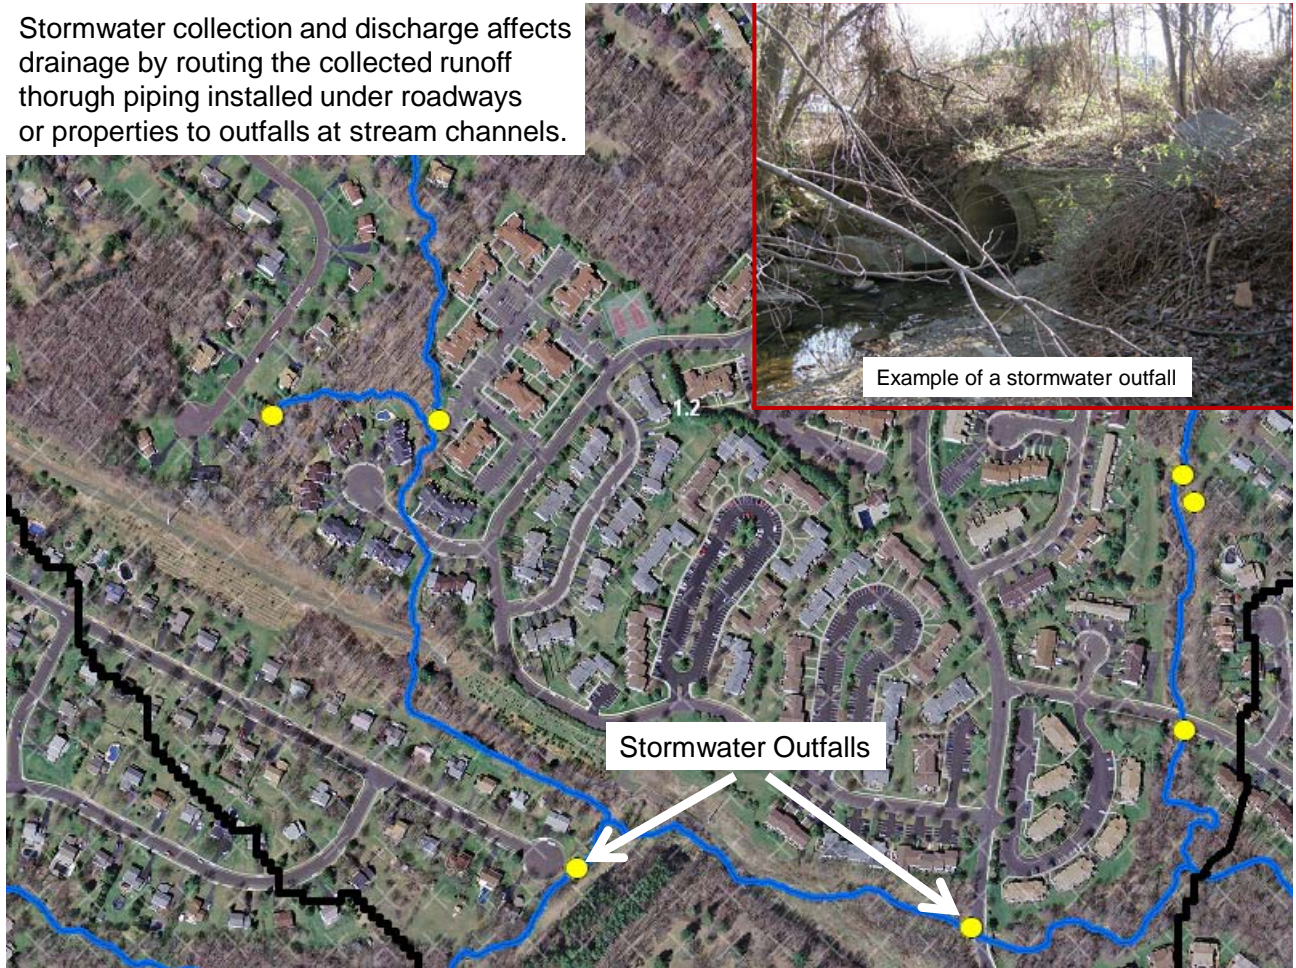 Stormwater collection and discharge affects
drainage by routing the collected runoff
thorugh piping installed under roadways
or properties to outfalls at stream channels.
Example of a stormwater outfall
1.2
Stormwater Outfalls